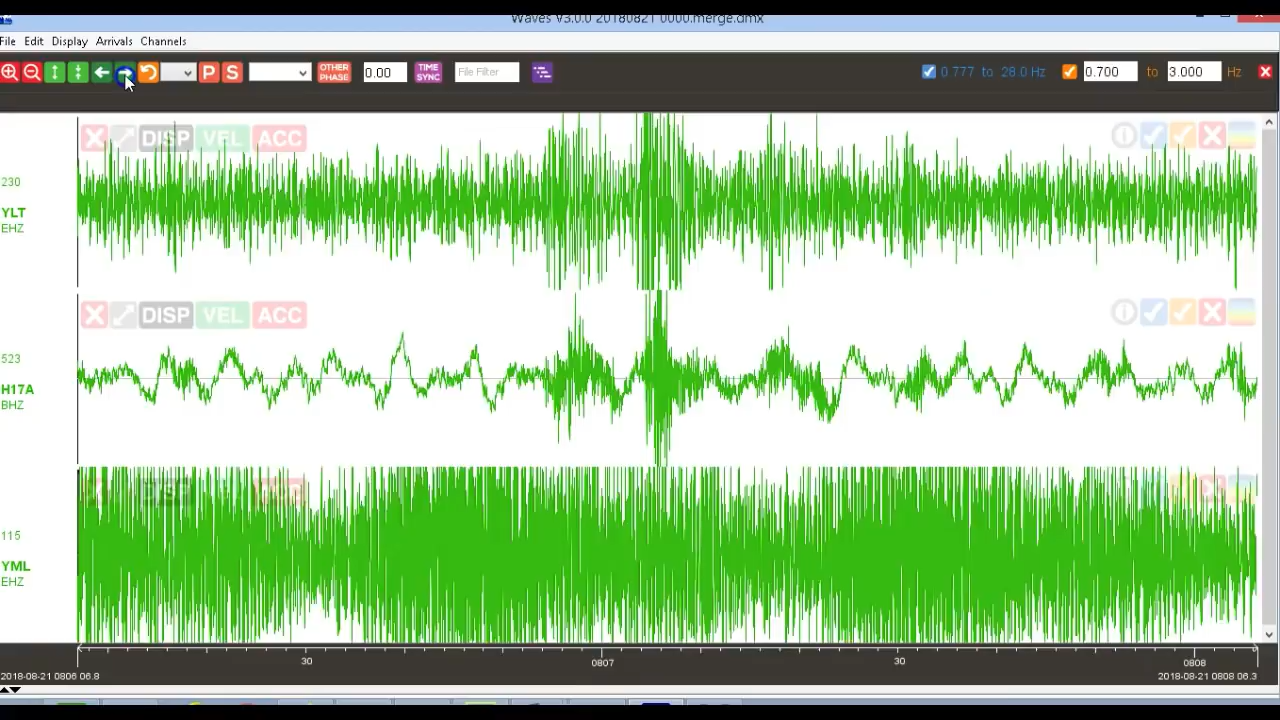 Waves V3.0.0 20180821 0000.merge.dmx
File Edit Display Arrivals Channels
P S OTHER PHASE 0.00 TIME SYNC File Filter 0.777 to 28.0 Hz 0.700 to 3.000 Hz
DISP VEL ACC
230
YLT
EHZ
DISP VEL ACC
523
H17A
BHZ
DISP
115
YML
EHZ
30 0807 30 0808
2018-08-21 0806 06.8 2018-08-21 0808 06.3